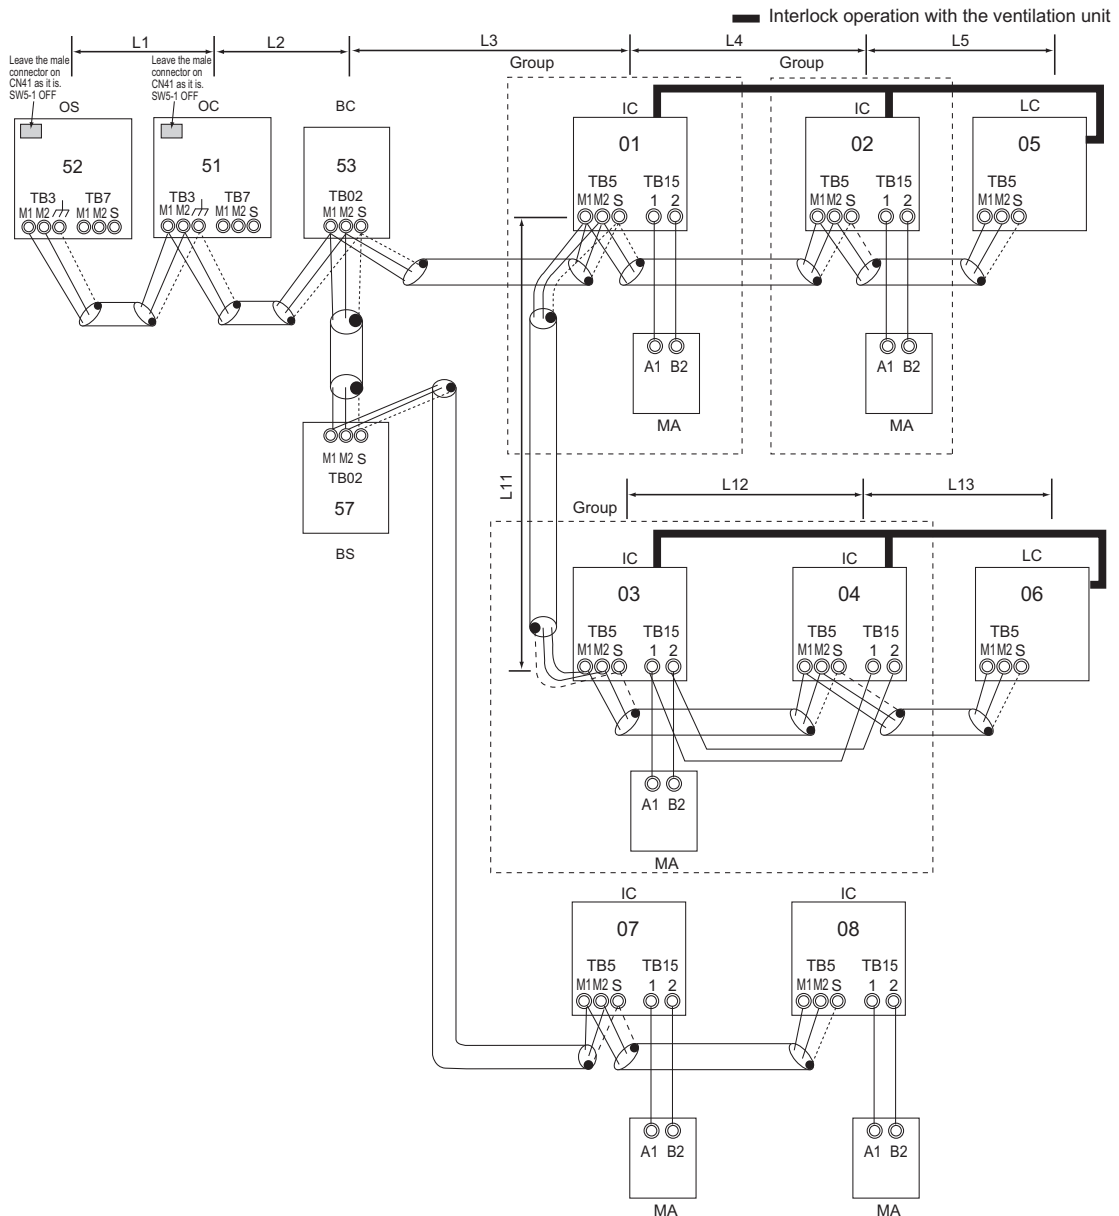 Interlock operation with the ventilation unit
L1 L2 L3 L4 L5
Leave the male
connector on
CN41 as it is.
SW5-1 OFF
Leave the male
connector on
CN41 as it is.
SW5-1 OFF
Group Group
OS OC BC IC IC LC
52 51 53 01 02 05
TB3 TB7 TB3 TB7 TB02 TB5 TB15 TB5 TB15 TB5
M1 M2 M1 M2 S M1 M2 M1 M2 S M1 M2 S M1 M2 S 1 2 M1 M2 S 1 2 M1 M2 S
A1 B2 A1 B2
MA MA
M1 M2 S
TB02
57
BS
L11
L12 L13
Group
IC IC LC
03 04 06
TB5 TB15 TB5 TB15 TB5
M1 M2 S 1 2 M1 M2 S 1 2 M1 M2 S
A1 B2
MA
IC IC
07 08
TB5 TB15 TB5 TB15
M1 M2 S 1 2 M1 M2 S 1 2
A1 B2 A1 B2
MA MA